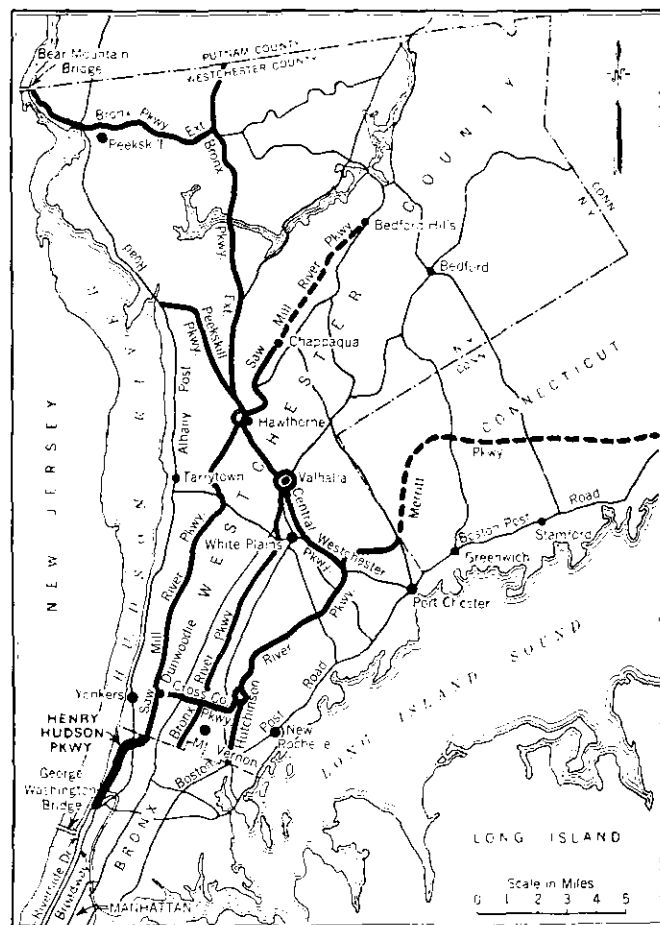 Bear Mountain
Bridge
PUTNAM COUNTY
WESTCHESTER COUNTY
Bronx Pkwy Ext
Peekskill
Bronx Pkwy Ext
N
CONN
N.Y.
COUNTY
Bedford Hills
Bedford
Saw Mill River Pkwy
Road
Peekskill
Pkwy
Chappaqua
N.Y.
CONN
CONNECTICUT
WESTCHESTER
Hawthorne
Albany Post
Tarrytown
Valhalla
Pkwy
Merritt
NEW JERSEY
HUDSON RIVER
Central Westchester
Pkwy
White Plains
Boston Post Road
Stamford
Greenwich
Port Chester
Saw Mill River Pkwy
Dunwoodie
Bronx River Pkwy
Hutchinson River Pkwy
Yonkers
Cross Co
Pkwy
LONG ISLAND SOUND
HENRY
HUDSON
PKWY
Mt. Vernon
New
Rochelle
Boston Post Road
George
Washington
Bridge
BRONX
LONG ISLAND
Riverside Dr
Broadway
MANHATTAN
Scale in Miles
0 1 2 3 4 5